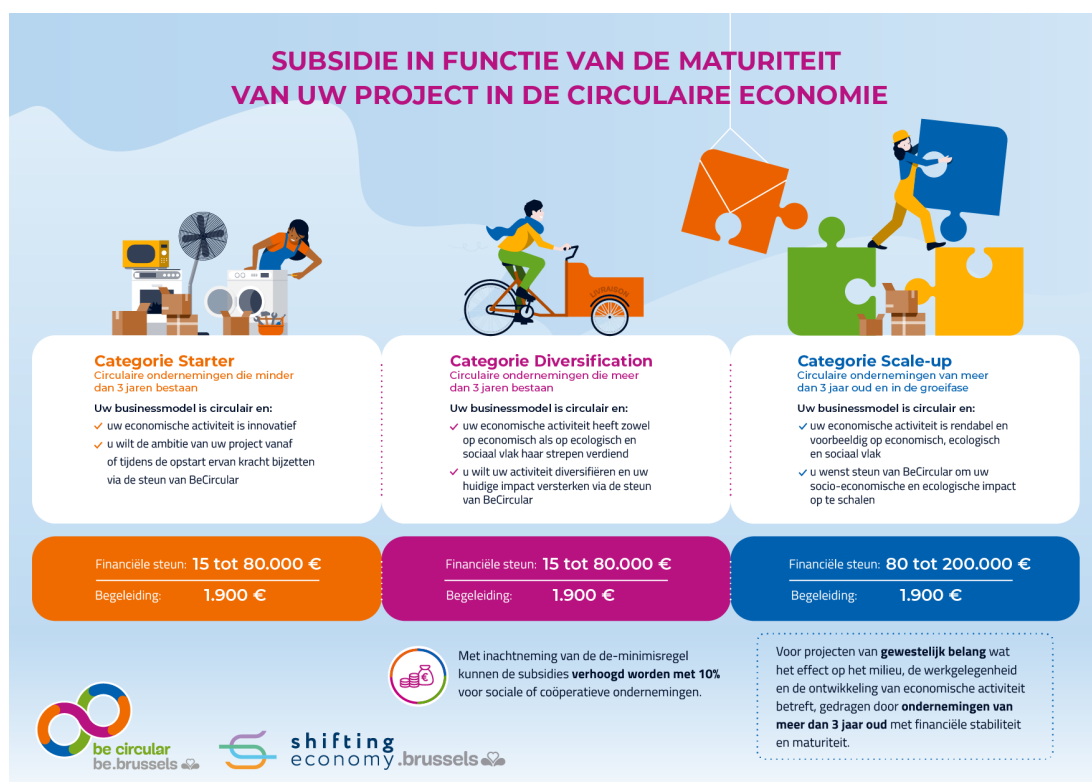 SUBSIDIE IN FUNCTIE VAN DE MATURITEIT
VAN UW PROJECT IN DE CIRCULAIRE ECONOMIE
LIVRAISON
Categorie Starter
Circulaire ondernemingen die minder
dan 3 jaren bestaan
Uw businessmodel is circulair en:
uw economische activiteit is innovatief
u wilt de ambitie van uw project vanaf
of tijdens de opstart ervan kracht bijzetten
via de steun van BeCircular
Financiële steun: 15 tot 80.000 €
Begeleiding: 1.900 €
Categorie Diversification
Circulaire ondernemingen die meer
dan 3 jaren bestaan
Uw businessmodel is circulair en:
uw economische activiteit heeft zowel
op economisch als op ecologisch en
sociaal vlak haar strepen verdiend
u wilt uw activiteit diversifiëren en uw
huidige impact versterken via de steun
van BeCircular
Financiële steun: 15 tot 80.000 €
Begeleiding: 1.900 €
Categorie Scale-up
Circulaire ondernemingen van meer
dan 3 jaar oud en in de groeifase
Uw businessmodel is circulair en:
uw economische activiteit is rendabel en
voorbeeldig op economisch, ecologisch
en sociaal vlak
u wenst steun van BeCircular om uw
socio-economische en ecologische impact
op te schalen
Financiële steun: 80 tot 200.000 €
Begeleiding: 1.900 €
Met inachtneming van de de-minimisregel
kunnen de subsidies verhoogd worden met 10%
voor sociale of coöperatieve ondernemingen.
Voor projecten van gewestelijk belang wat
het effect op het milieu, de werkgelegenheid
en de ontwikkeling van economische activiteit
betreft, gedragen door ondernemingen van
meer dan 3 jaar oud met financiële stabiliteit
en maturiteit.
be circular
be.brussels
shifting
economy.brussels